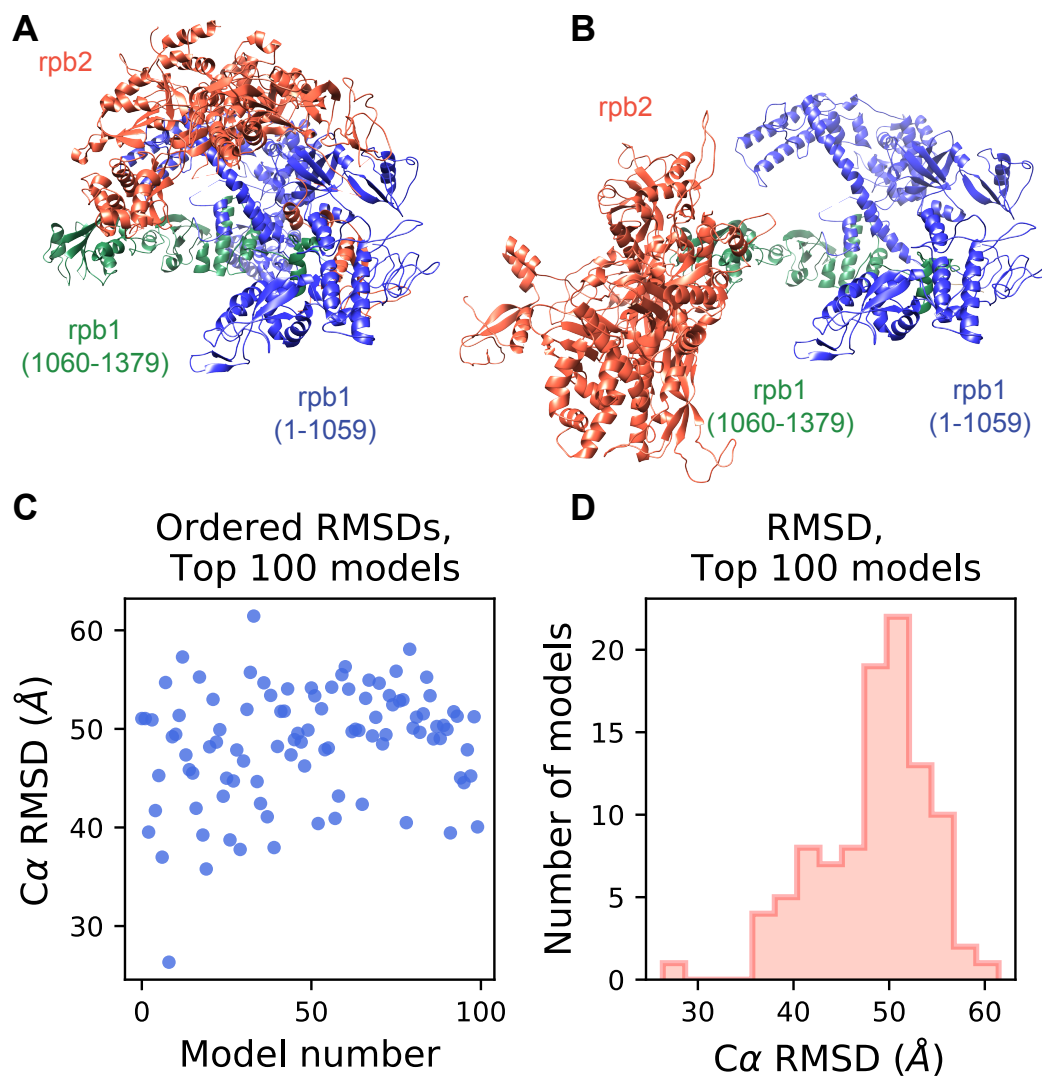 A
rpb2
rpb1
(1060-1379)
rpb1
(1-1059)
B
rpb2
rpb1
(1060-1379)
rpb1
(1-1059)
C
Ordered RMSDs,
Top 100 models
Cα RMSD (Å)
60
50
40
30
0
50
100
Model number
D
RMSD,
Top 100 models
Number of models
20
15
10
5
0
30
40
50
60
Cα RMSD (Å)